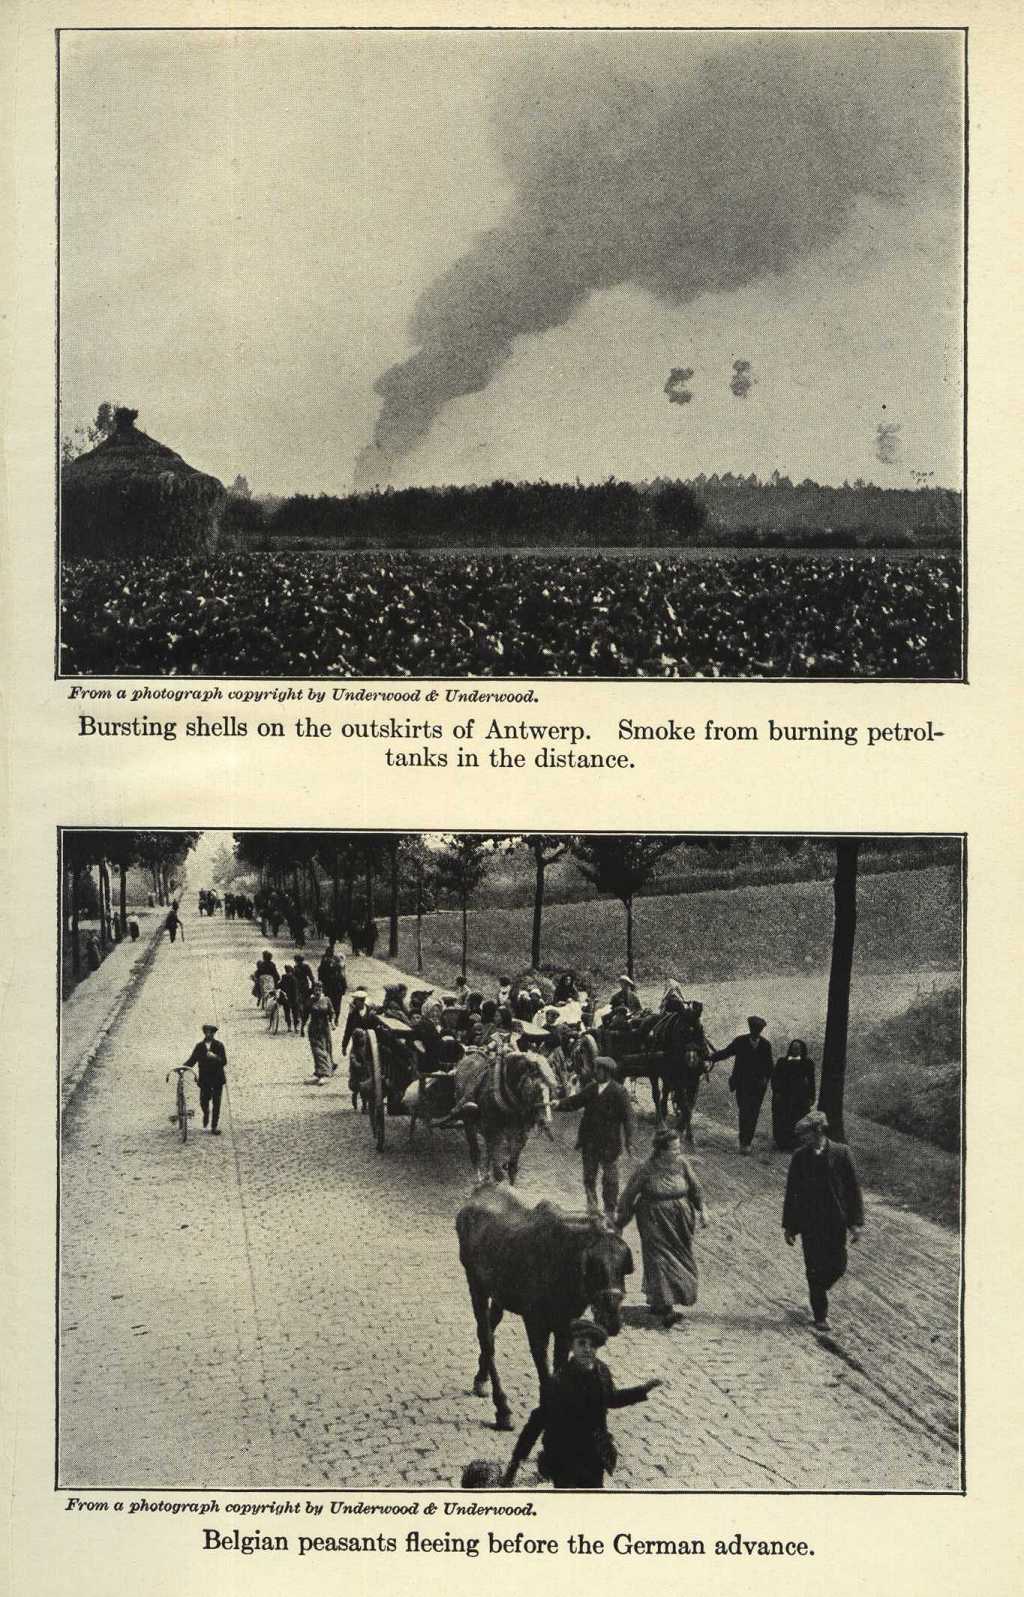 From a photograph copyright by Underwood & Underwood.
Bursting shells on the outskirts of Antwerp. Smoke from burning petrol-
tanks in the distance.
From a photograph copyright by Underwood & Underwood.
Belgian peasants fleeing before the German advance.